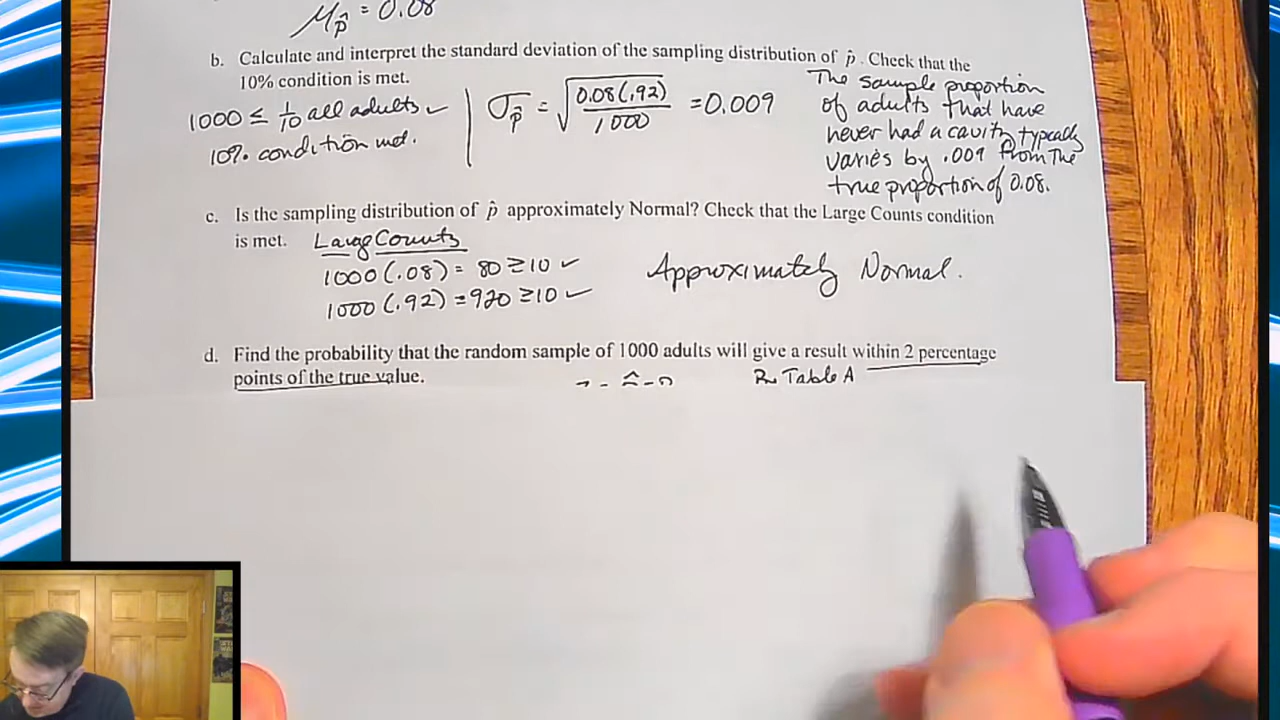 μp̂ = 0.08
b. Calculate and interpret the standard deviation of the sampling distribution of p̂. Check that the
10% condition is met.
1000 ≤ 1/10 all adults ✓
10% condition met.
σp̂ = √(0.08(.92)/1000) = 0.009
The sample proportion
of adults that have
never had a cavity typically
varies by .009 from the
true proportion of 0.08.
c. Is the sampling distribution of p̂ approximately Normal? Check that the Large Counts condition
is met.
Large Counts
1000 (.08) = 80 ≥ 10 ✓
1000 (.92) = 920 ≥ 10 ✓
Approximately Normal.
d. Find the probability that the random sample of 1000 adults will give a result within 2 percentage
points of the true value.
Table A